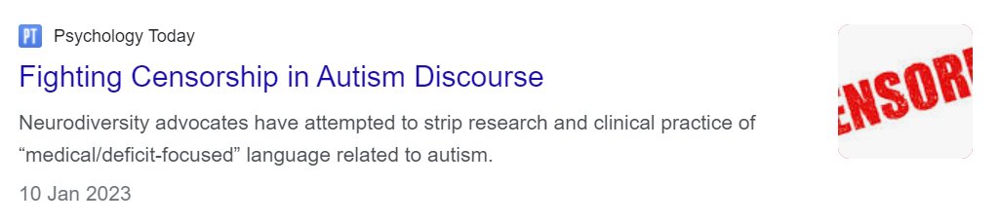 PT Psychology Today
Fighting Censorship in Autism Discourse
ENSOR
Neurodiversity advocates have attempted to strip research and clinical practice of
“medical/deficit-focused” language related to autism.
10 Jan 2023